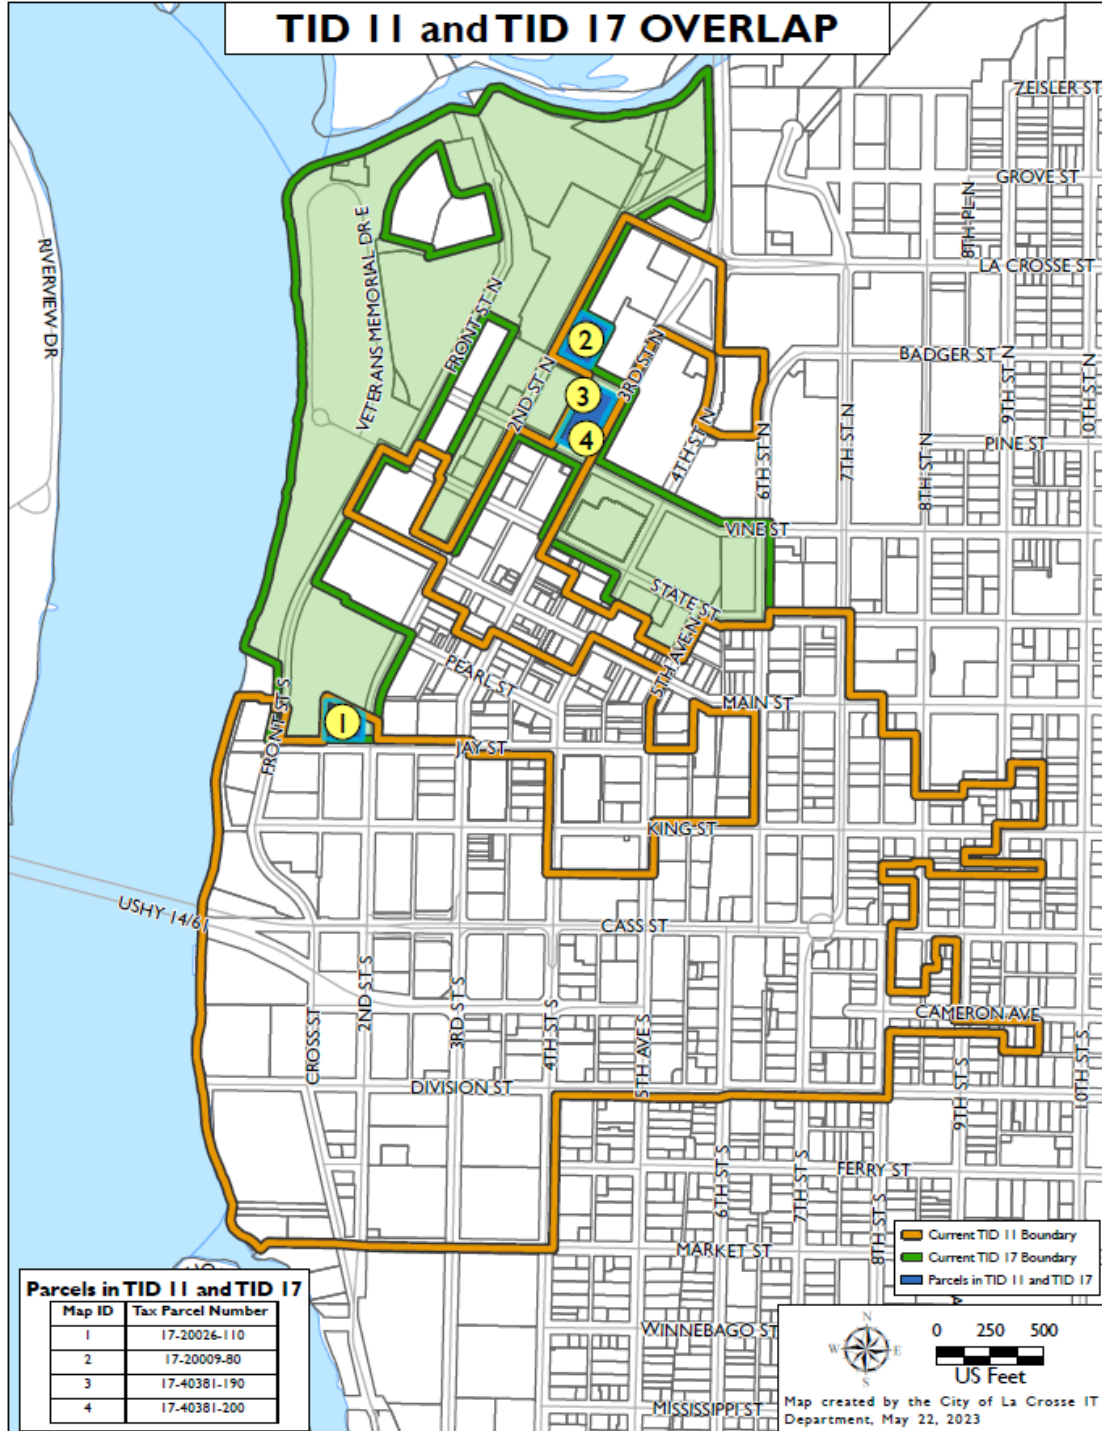 TID 11 and TID 17 OVERLAP
ZEISLER ST
GROVE ST
8TH PL N
LA CROSSE ST
RIVERVIEW DR
VETERANS MEMORIAL DR E
FRONT ST N
2ND ST N
3RD ST N
4TH ST N
6TH ST N
7TH ST N
8TH ST N
9TH ST N
10TH ST N
BADGER ST
PINE ST
2
3
4
VINE ST
STATE ST
5TH AVE N
PEARL ST
MAIN ST
1
FRONT ST S
JAY ST
KING ST
USHY 14/61
CASS ST
CAMERON AVE
CROSS ST
2ND ST S
3RD ST S
4TH ST S
5TH AVE S
DIVISION ST
9TH ST S
10TH ST S
6TH ST S
7TH ST S
8TH ST S
FERRY ST
MARKET ST
WINNEBAGO ST
MISSISSIPPI ST
Current TID 11 Boundary
Current TID 17 Boundary
Parcels in TID 11 and TID 17
Parcels in TID 11 and TID 17
Map ID Tax Parcel Number
1 17-20026-110
2 17-20009-80
3 17-40381-190
4 17-40381-200
N
W E
S
0 250 500
US Feet
Map created by the City of La Crosse IT
Department, May 22, 2023